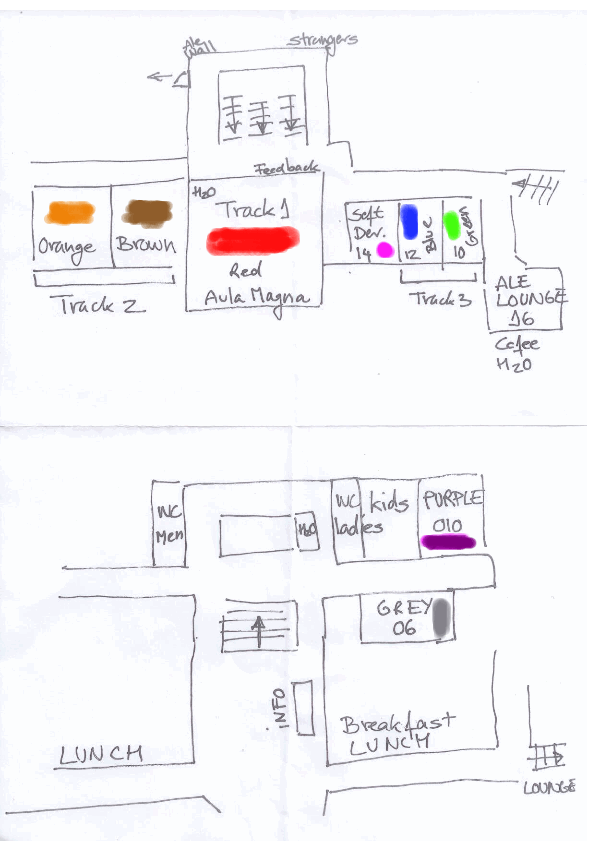 Ale
Wall
strangers
Feedback
H2O
Track 1
Red
Aula Magna
Orange
Brown
Track 2
Soft
Dev.
14
12
Blue
10
Green
Track 3
ALE
LOUNGE
16
Cofee
H2O
WC
Men
H2O
WC
ladies
kids
PURPLE
010
GREY
06
INFO
LUNCH
Breakfast
LUNCH
LOUNGE